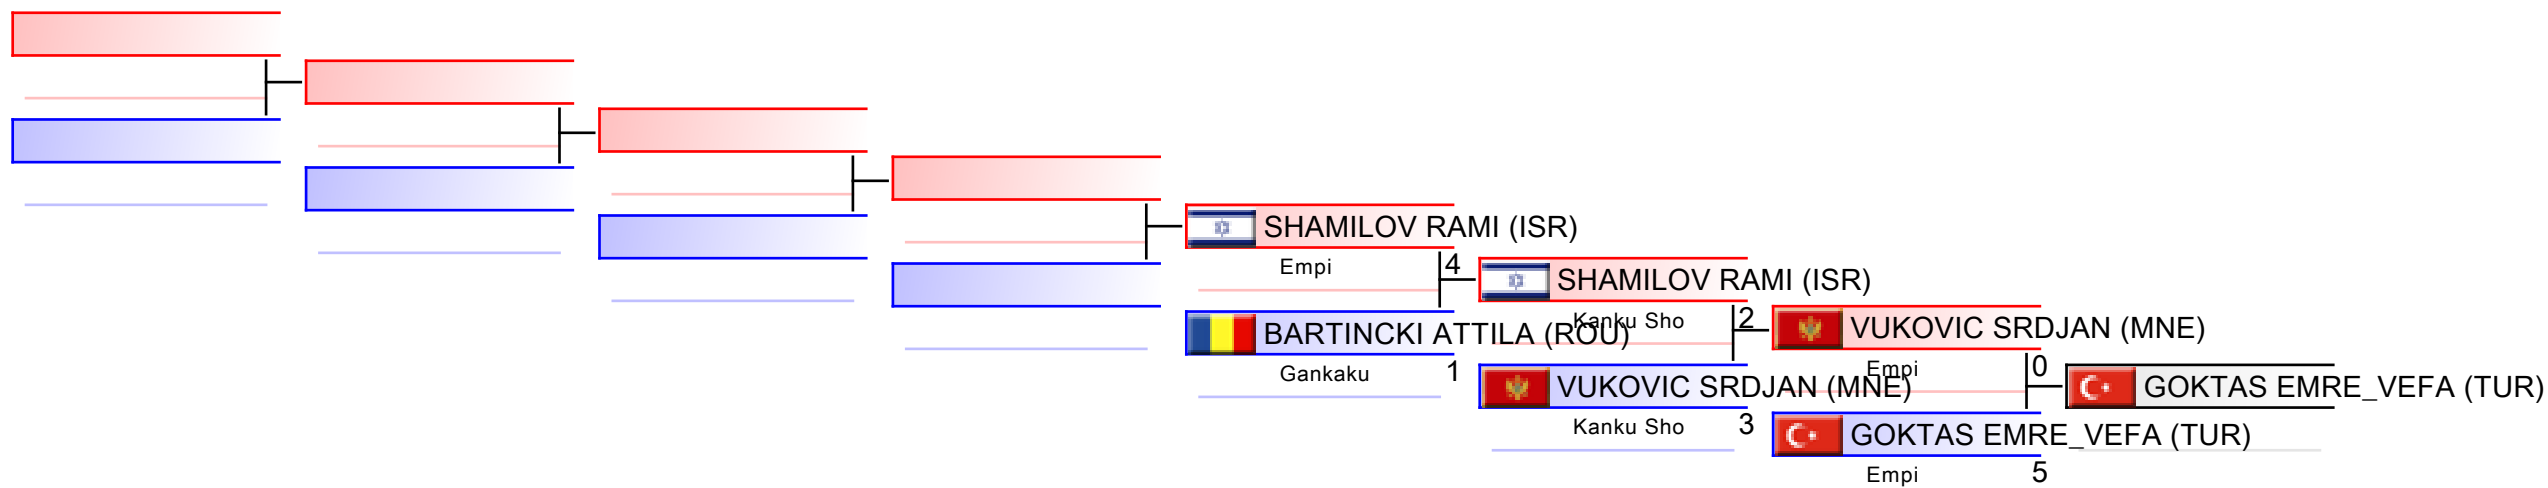 SHAMILOV RAMI (ISR)
Empi
4
BARTINCKI ATTILA (ROU)
Gankaku
1
SHAMILOV RAMI (ISR)
Kanku Sho
2
VUKOVIC SRDJAN (MNE)
Kanku Sho
3
VUKOVIC SRDJAN (MNE)
Empi
0
GOKTAS EMRE_VEFA (TUR)
Empi
5
GOKTAS EMRE_VEFA (TUR)